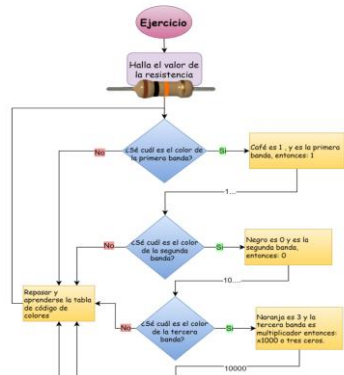 Ejercicio
Halla el valor de
la resistencia
¿Sé cuál es el color de
la primera banda?
No
Si
Café es 1 , y es la primera
banda, entonces: 1
1...
¿Sé cuál es el color
de la segunda
banda?
No
Si
Negro es 0 y es la
segunda banda,
entonces: 0
10...
Repasar y
aprenderse la tabla
de código de
colores
¿Sé cuál es el color
de la tercera
banda?
No
Si
Naranja es 3 y la
tercera banda es
multiplicador entonces:
x1000 o tres ceros.
10000